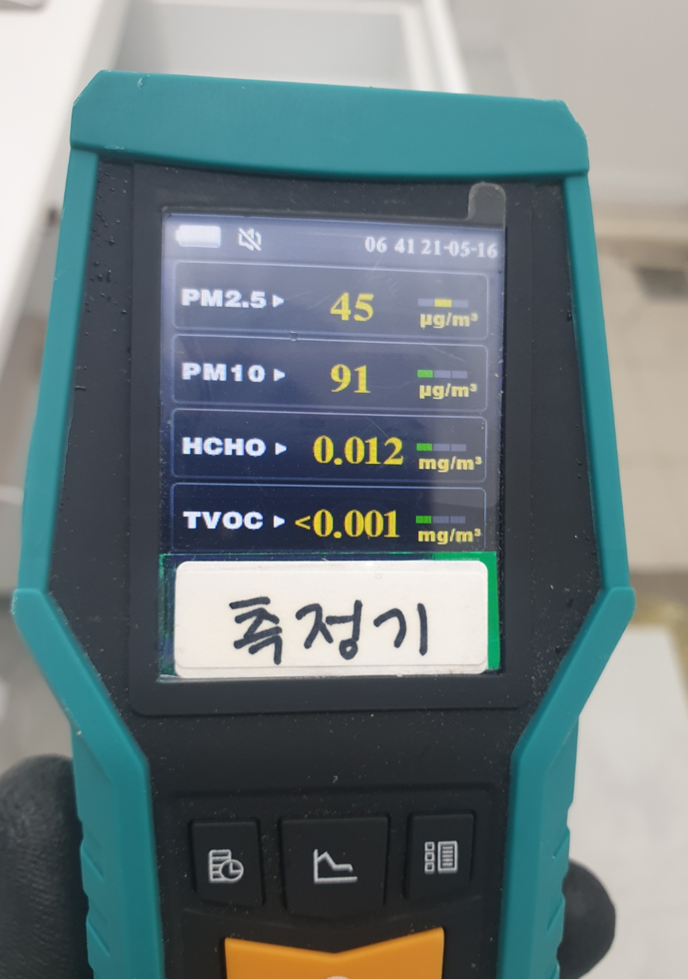 06 41 21-05-16
PM2.5 45 µg/m³
PM10 91 µg/m³
HCHO 0.012 mg/m³
TVOC <0.001 mg/m³
측정기